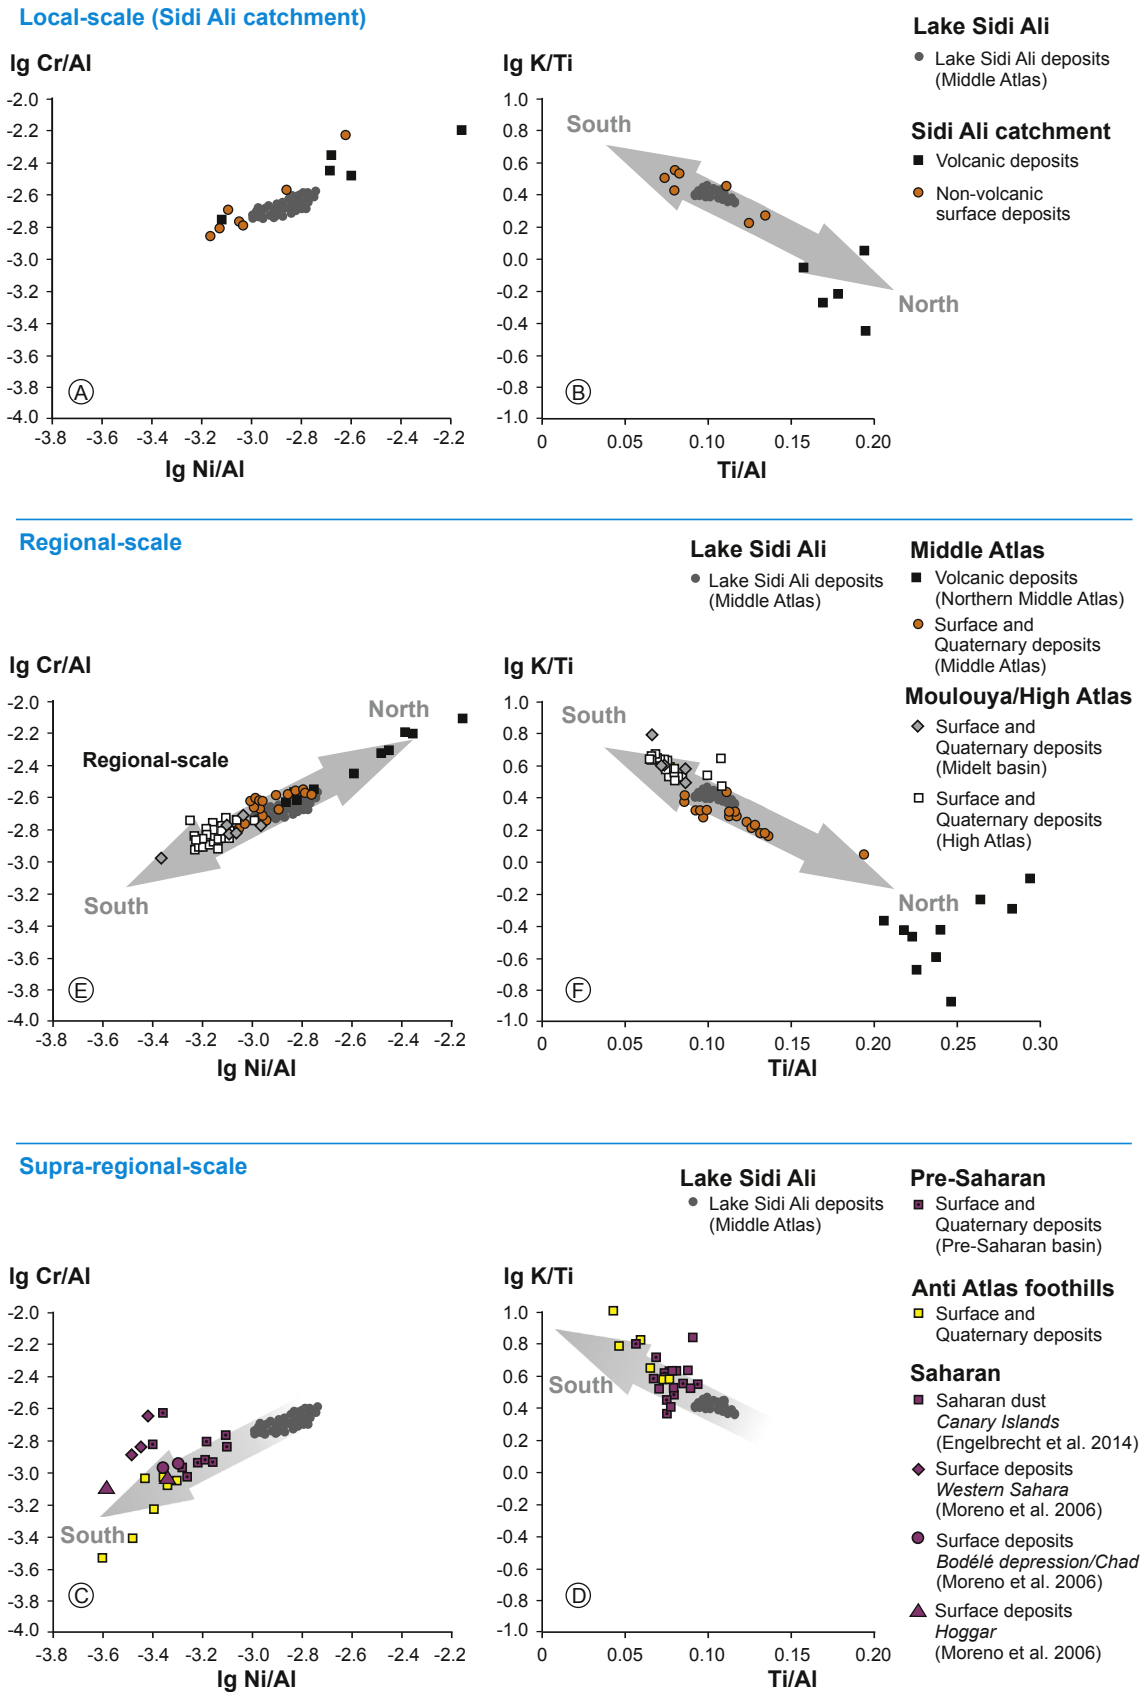 Local-scale (Sidi Ali catchment)
Lake Sidi Ali
Lake Sidi Ali deposits
(Middle Atlas)
Sidi Ali catchment
Volcanic deposits
Non-volcanic
surface deposits
lg Cr/Al
-2.0
-2.2
-2.4
-2.6
-2.8
-3.0
-3.2
-3.4
-3.6
-3.8
-4.0
A
-3.8 -3.4 -3.2 -3.0 -2.8 -2.6 -2.4 -2.2
lg Ni/Al
lg K/Ti
1.0
0.8
0.6
0.4
0.2
0.0
-0.2
-0.4
-0.6
-0.8
-1.0
South
North
B
0 0.05 0.10 0.15 0.20
Ti/Al
Regional-scale
Lake Sidi Ali
Lake Sidi Ali deposits
(Middle Atlas)
Middle Atlas
Volcanic deposits
(Northern Middle Atlas)
Surface and
Quaternary deposits
(Middle Atlas)
Moulouya/High Atlas
Surface and
Quaternary deposits
(Midelt basin)
Surface and
Quaternary deposits
(High Atlas)
lg Cr/Al
-2.0
-2.2
-2.4
-2.6
-2.8
-3.0
-3.2
-3.4
-3.6
-3.8
-4.0
North
Regional-scale
South
E
-3.8 -3.4 -3.2 -3.0 -2.8 -2.6 -2.4 -2.2
lg Ni/Al
lg K/Ti
1.0
0.8
0.6
0.4
0.2
0.0
-0.2
-0.4
-0.6
-0.8
-1.0
South
North
F
0 0.05 0.10 0.15 0.20 0.25 0.30
Ti/Al
Supra-regional-scale
Lake Sidi Ali
Lake Sidi Ali deposits
(Middle Atlas)
Pre-Saharan
Surface and
Quaternary deposits
(Pre-Saharan basin)
Anti Atlas foothills
Surface and
Quaternary deposits
Saharan
Saharan dust
Canary Islands
(Engelbrecht et al. 2014)
Surface deposits
Western Sahara
(Moreno et al. 2006)
Surface deposits
Bodélé depression/Chad
(Moreno et al. 2006)
Surface deposits
Hoggar
(Moreno et al. 2006)
lg Cr/Al
-2.0
-2.2
-2.4
-2.6
-2.8
-3.0
-3.2
-3.4
-3.6
-3.8
-4.0
South
C
-3.8 -3.4 -3.2 -3.0 -2.8 -2.6 -2.4 -2.2
lg Ni/Al
lg K/Ti
1.0
0.8
0.6
0.4
0.2
0.0
-0.2
-0.4
-0.6
-0.8
-1.0
South
D
0 0.05 0.10 0.15 0.20
Ti/Al